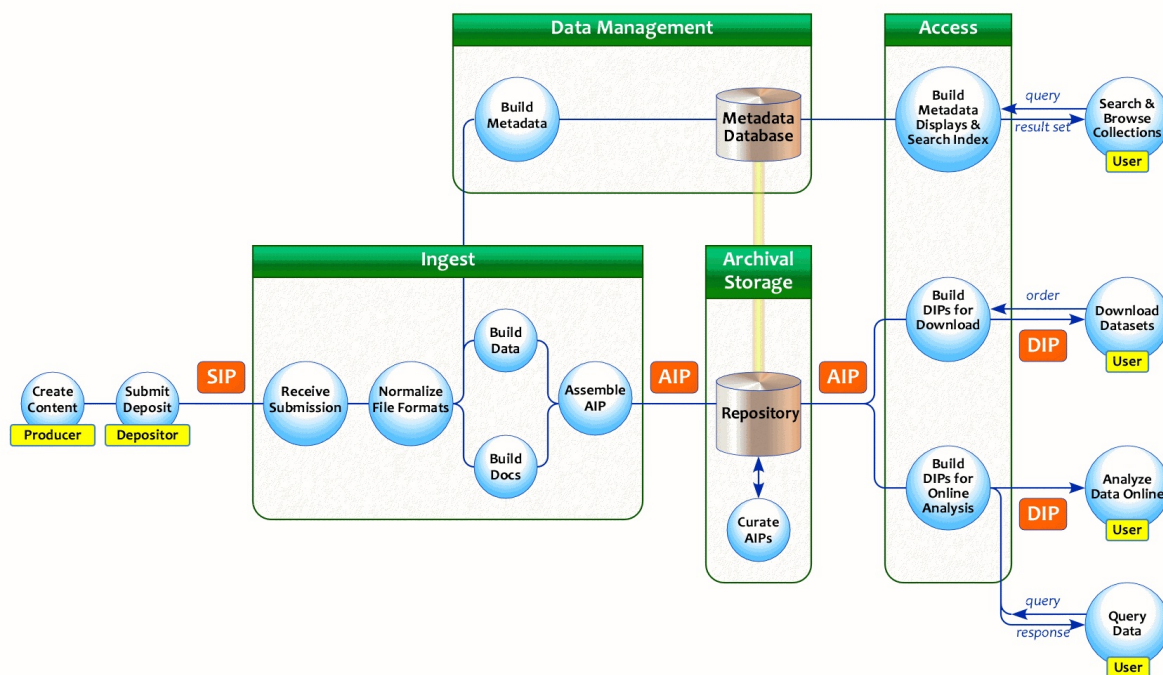 Data Management
Access
Build
Metadata
Metadata
Database
Build
Metadata
Displays &
Search Index
query
result set
Search &
Browse
Collections
User
Ingest
Archival
Storage
Build
Data
Build
DIPs for
Download
order
DIP
Download
Datasets
User
Create
Content
Producer
Submit
Deposit
Depositor
SIP
Receive
Submission
Normalize
File Formats
Build
Docs
Assemble
AIP
AIP
Repository
AIP
Curate
AIPs
Build
DIPs for
Online
Analysis
DIP
Analyze
Data Online
User
query
response
Query
Data
User